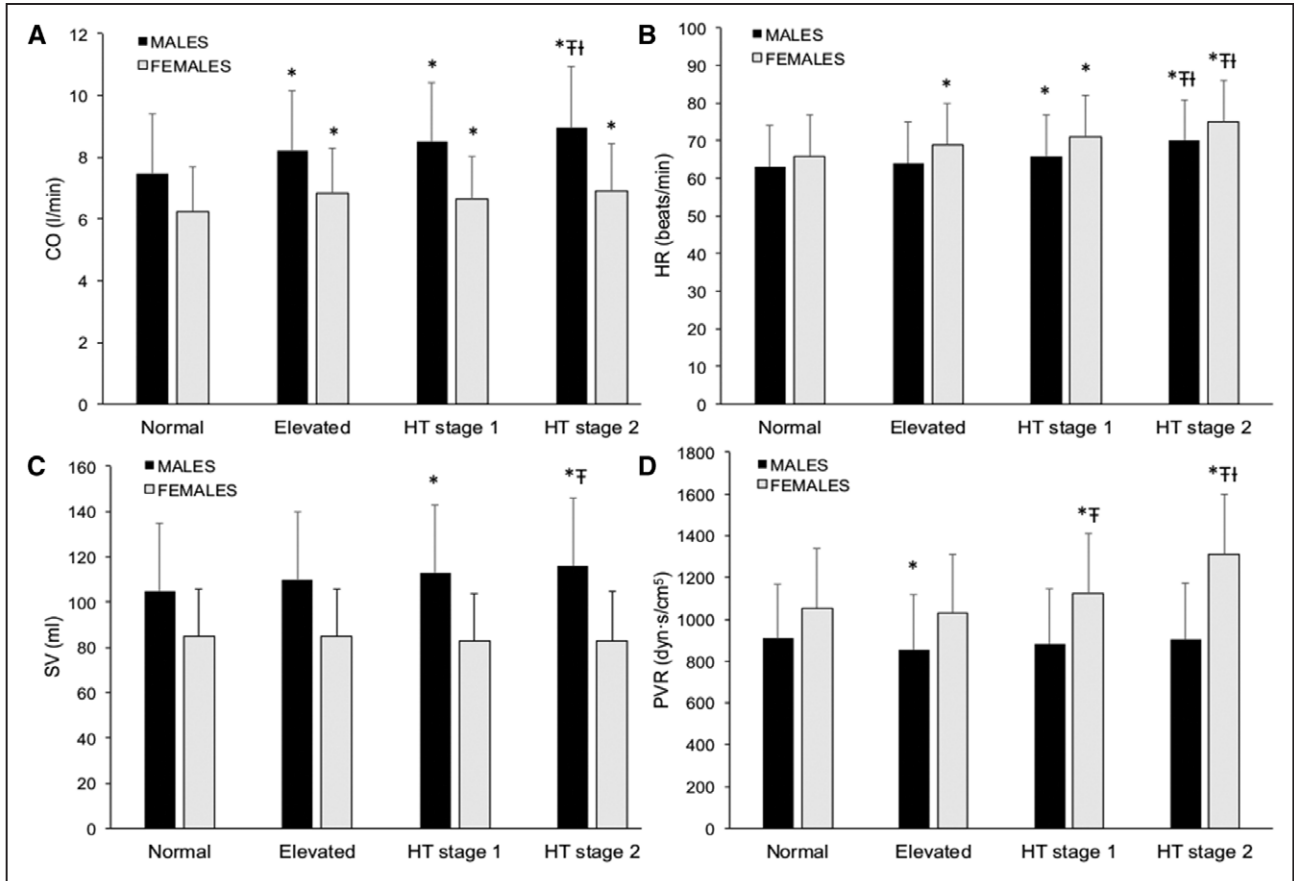 A
MALES
FEMALES
CO (l/min)
12
10
8
6
4
2
0
*
*
*
*
*ŦƗ
*
Normal
Elevated
HT stage 1
HT stage 2
B
MALES
FEMALES
HR (beats/min)
100
90
80
70
60
50
40
30
20
10
0
*
*
*
*ŦƗ
*ŦƗ
Normal
Elevated
HT stage 1
HT stage 2
C
MALES
FEMALES
SV (ml)
160
140
120
100
80
60
40
20
0
*
*Ŧ
Normal
Elevated
HT stage 1
HT stage 2
D
MALES
FEMALES
PVR (dyn·s/cm⁵)
1800
1600
1400
1200
1000
800
600
400
200
0
*
*Ŧ
*ŦƗ
Normal
Elevated
HT stage 1
HT stage 2